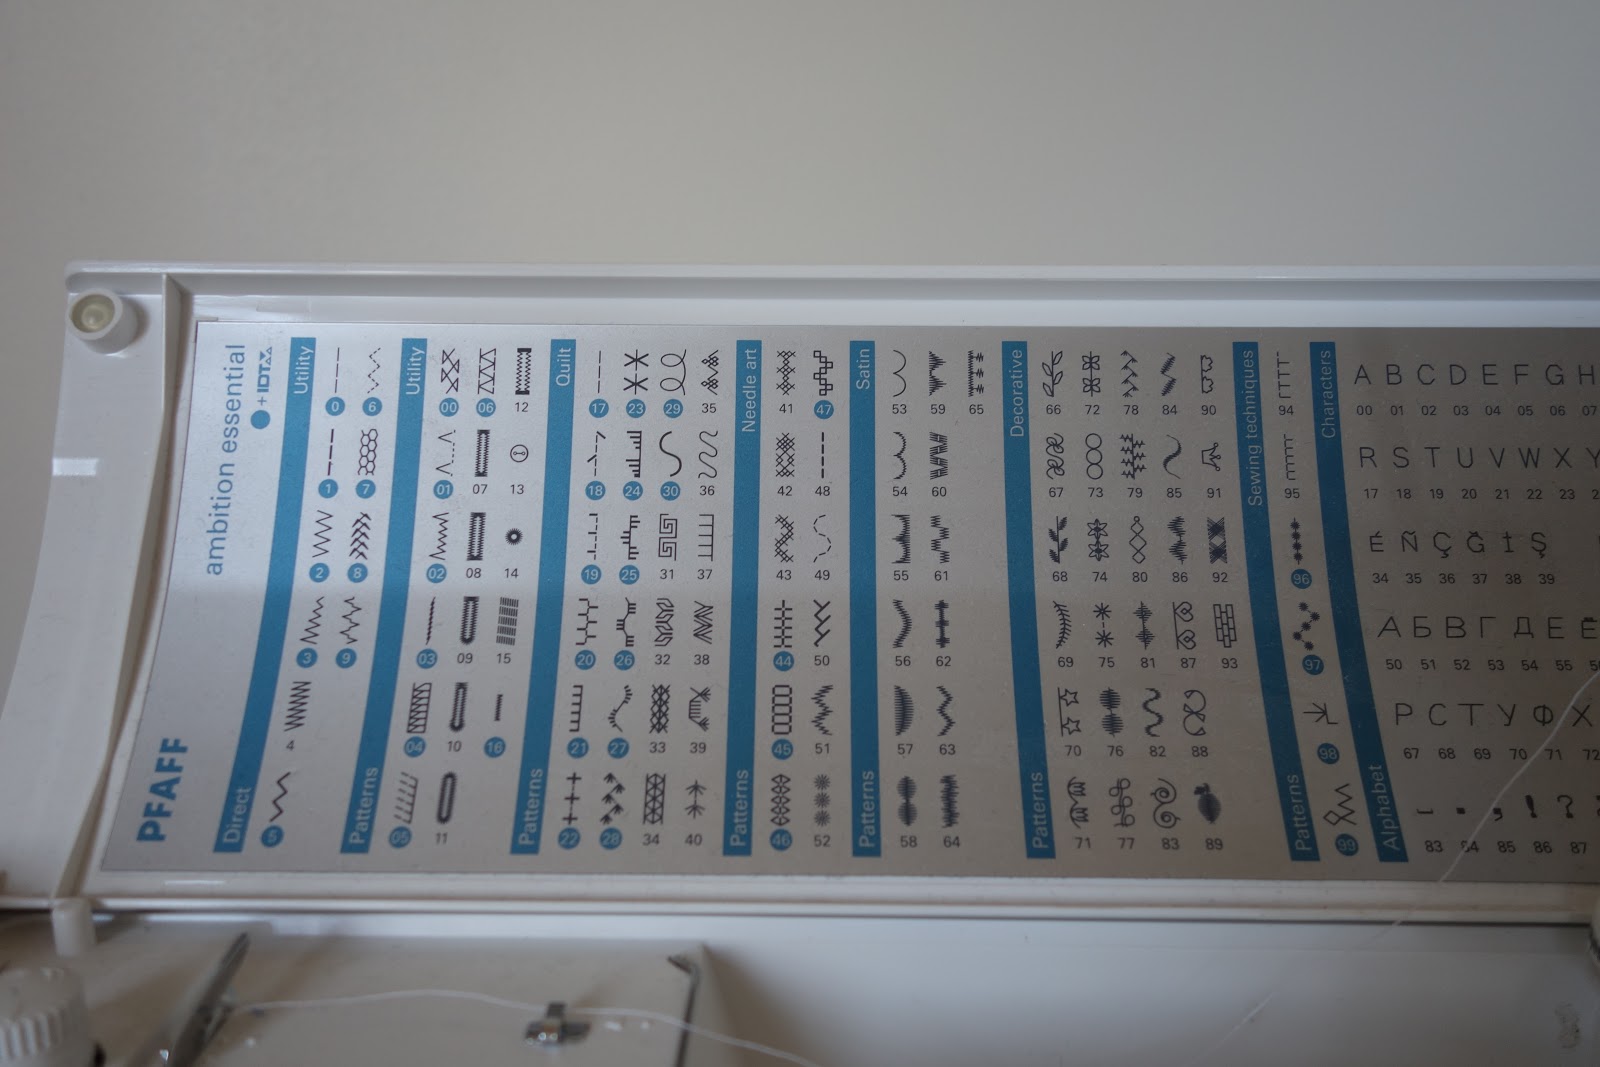 PFAFF ambition essential
+ IDT
Direct Utility
0 6
1 7
2 8
3 9
4
5
Patterns Utility
00 06 12
01 07 13
02 08 14
03 09 15
04 10 16
05 11
Patterns Quilt
17 23 29 35
18 24 30 36
19 25 31 37
20 26 32 38
21 27 33 39
22 28 34 40
Patterns Needle art
41 47
42 48
43 49
44 50
45 51
46 52
Patterns Satin
53 59 65
54 60
55 61
56 62
57 63
58 64
Patterns Decorative
66 72 78 84 90
67 73 79 85 91
68 74 80 86 92
69 75 81 87 93
70 76 82 88
71 77 83 89
Patterns Sewing techniques
94
95
96
97
98
99
Alphabet Characters
A B C D E F G H
00 01 02 03 04 05 06 07
R S T U V W X Y
17 18 19 20 21 22 23
É Ñ Ç Ğ İ Ş
34 35 36 37 38 39
А Б В Г Д Е Ё
50 51 52 53 54 55
Р С Т У Ф Х
67 68 69 70 71 72
_ . , ! ?
83 84 85 86 87